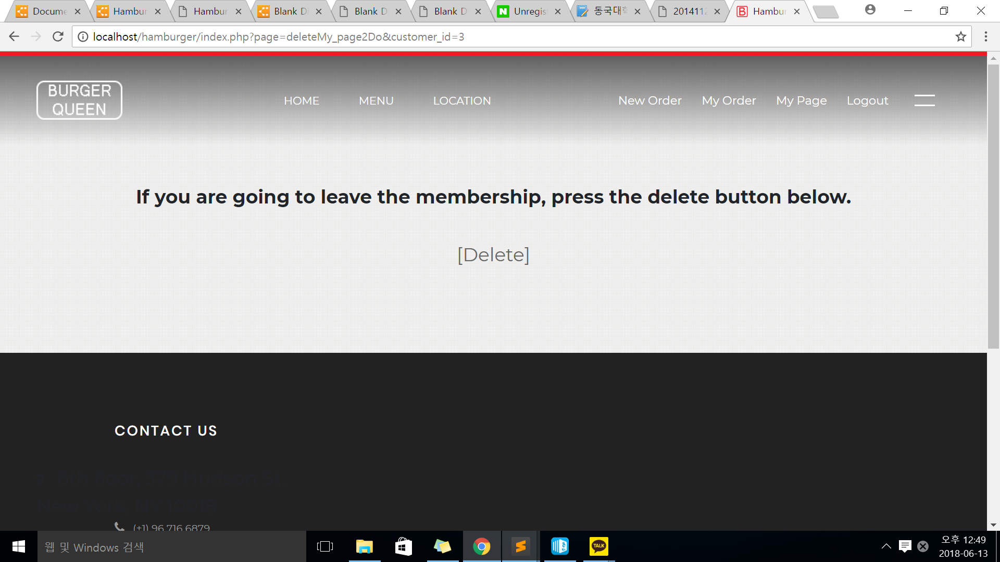 Docume
Hambur
Hambur
Blank Di
Blank D
Blank D
Unregis
동국대학
2014112
Hambur
localhost/hamburger/index.php?page=deleteMy_page2Do&customer_id=3
BURGER
QUEEN
HOME
MENU
LOCATION
New Order
My Order
My Page
Logout
If you are going to leave the membership, press the delete button below.
[Delete]
CONTACT US
8th floor, 379 Hudson St,
New York, NY 10018
(+1) 96 716 6879
웹 및 Windows 검색
TALK
오후 12:49
2018-06-13